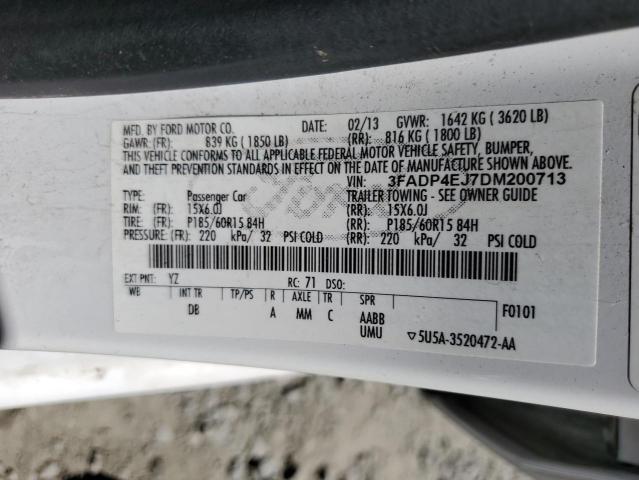 MFD. BY FORD MOTOR CO. DATE: 02/13 GVWR: 1642 KG ( 3620 LB)
GAWR: (FR): 839 KG ( 1850 LB) (RR): 816 KG ( 1800 LB)
THIS VEHICLE CONFORMS TO ALL APPLICABLE FEDERAL MOTOR VEHICLE SAFETY, BUMPER,
AND THEFT PREVENTION STANDARDS IN EFFECT ON THE DATE OF MANUFACTURE SHOWN ABOVE.
VIN: 3FADP4EJ7DM200713
TYPE: Passenger Car TRAILER TOWING - SEE OWNER GUIDE
RIM: (FR) 15X6.0J (RR): 15X6.0J
TIRE: (FR) P185/60R15 84H (RR): P185/60R15 84H
PRESSURE: (FR): 220 kPa/ 32 PSI COLD (RR): 220 kPa/ 32 PSI COLD
EXT PNT: YZ RC: 71 DSO:
WB INT TR TP/PS R AXLE TR SPR F0101
DB A MM C AABB
UMU ▽5U5A-3520472-AA